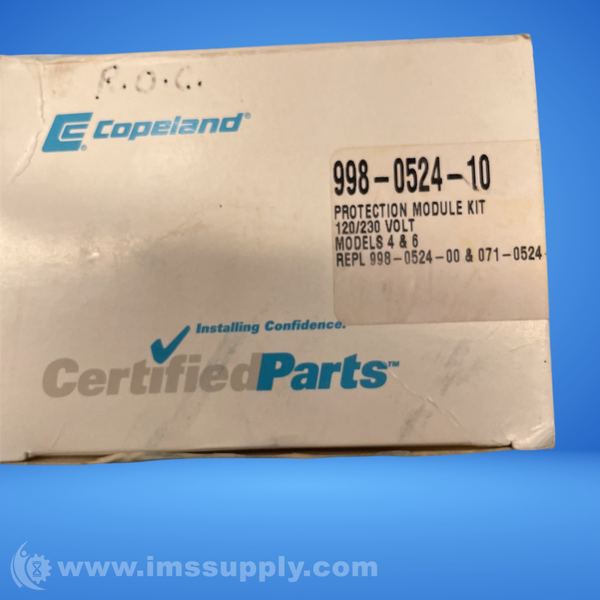 R.O.C.
Copeland®
998-0524-10
PROTECTION MODULE KIT
120/230 VOLT
MODELS 4 & 6
REPL 998-0524-00 & 071-0524
Installing Confidence.
CertifiedParts™
www.imssupply.com